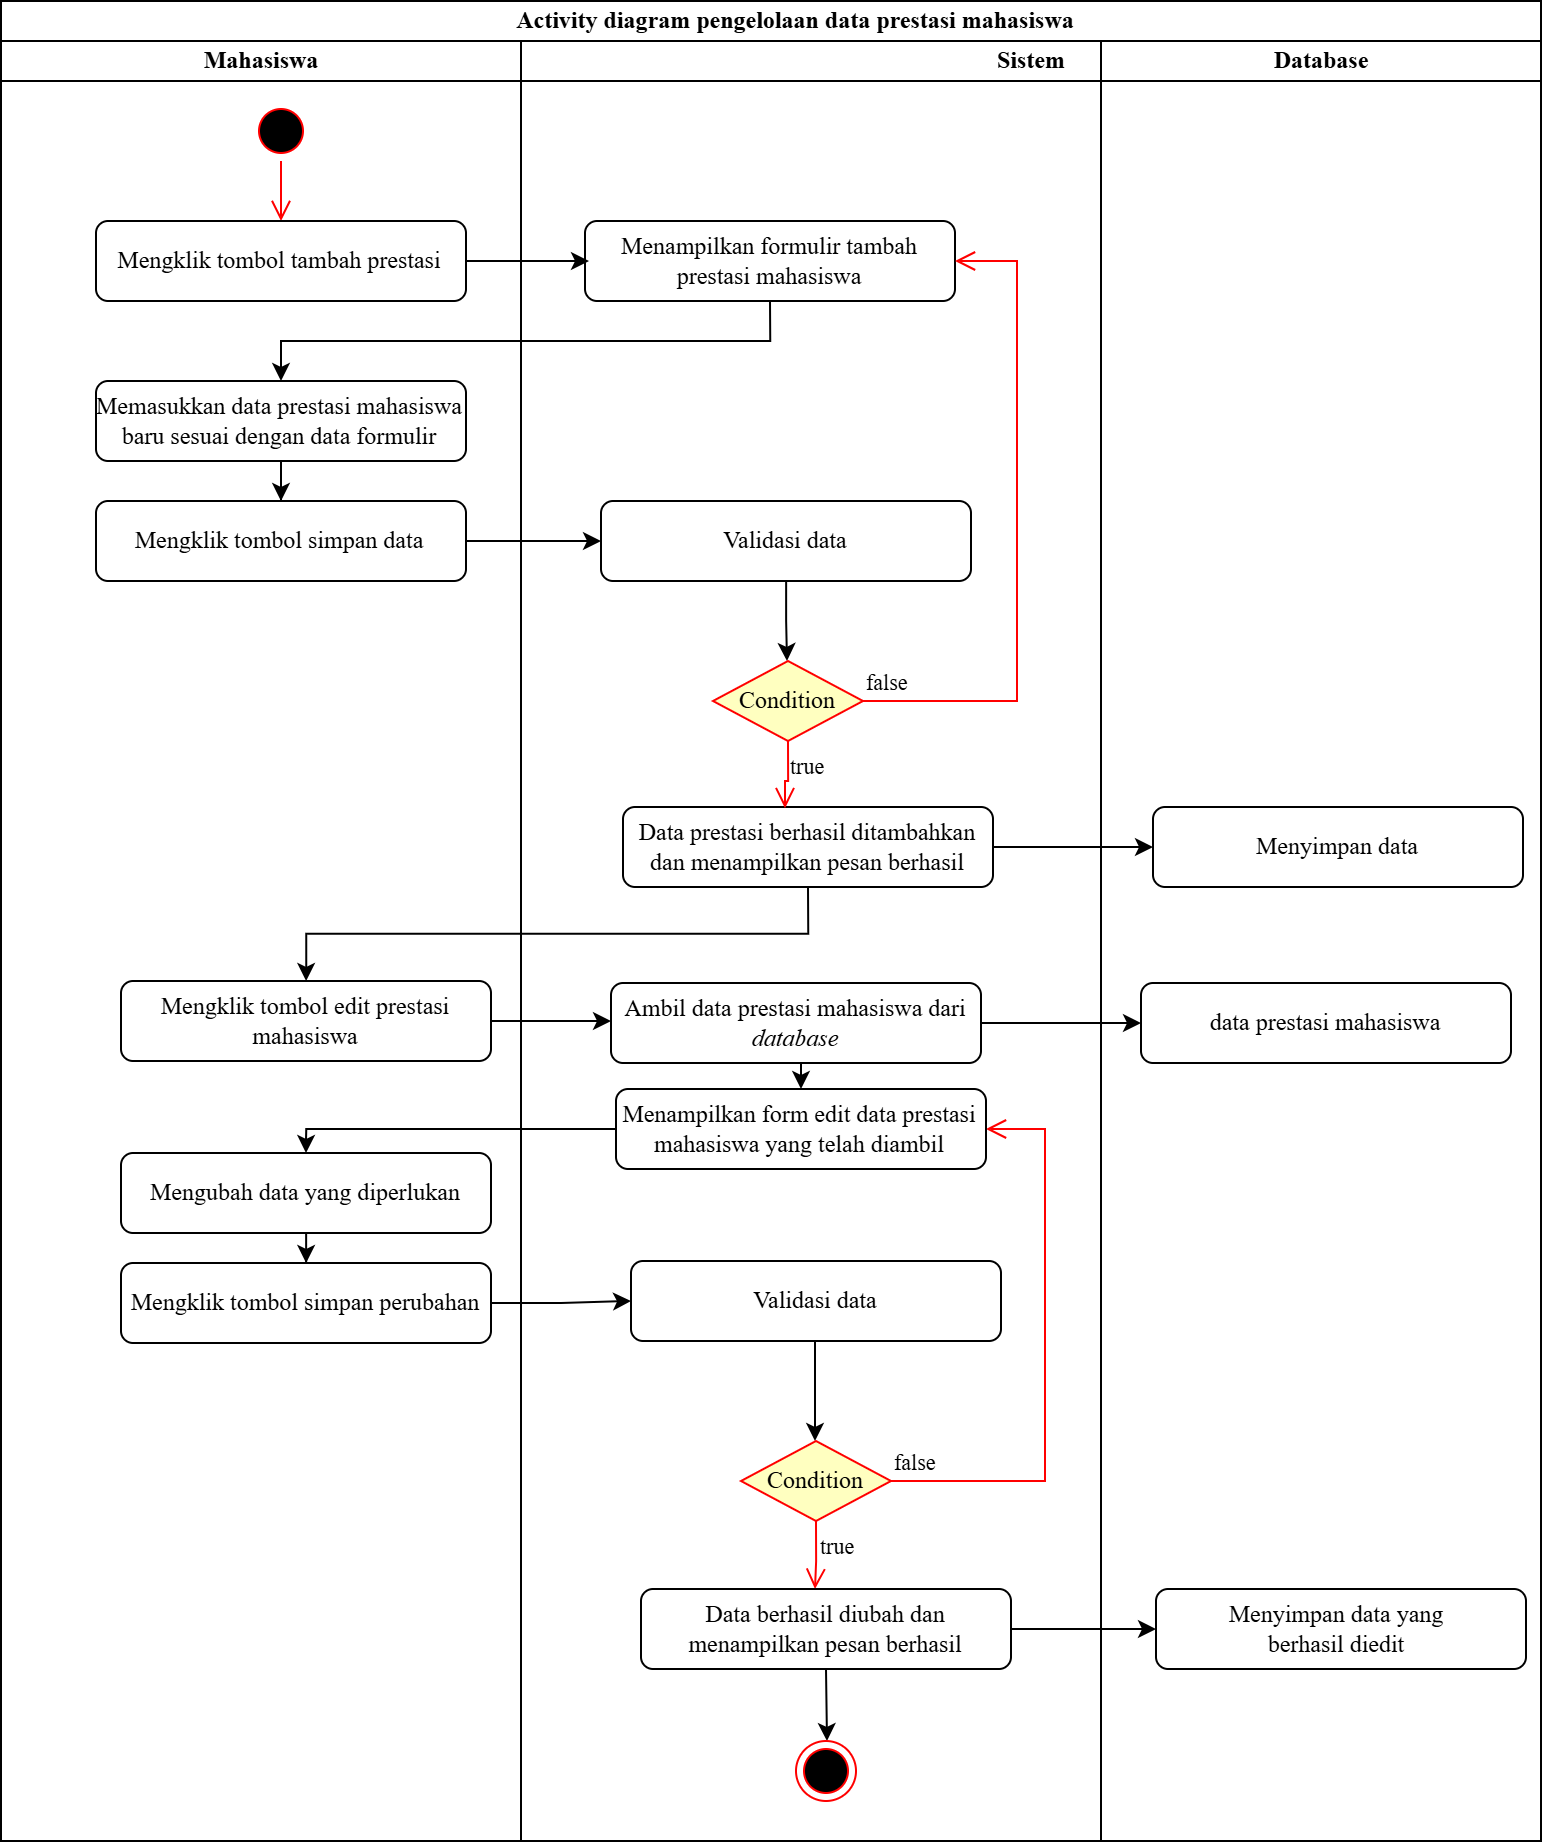 Activity diagram pengelolaan data prestasi mahasiswa
Mahasiswa
Sistem
Database
Mengklik tombol tambah prestasi
Menampilkan formulir tambah
prestasi mahasiswa
Memasukkan data prestasi mahasiswa
baru sesuai dengan data formulir
Mengklik tombol simpan data
Validasi data
Condition
false
true
Data prestasi berhasil ditambahkan
dan menampilkan pesan berhasil
Menyimpan data
Mengklik tombol edit prestasi
mahasiswa
Ambil data prestasi mahasiswa dari
database
data prestasi mahasiswa
Menampilkan form edit data prestasi
mahasiswa yang telah diambil
Mengubah data yang diperlukan
Mengklik tombol simpan perubahan
Validasi data
Condition
false
true
Data berhasil diubah dan
menampilkan pesan berhasil
Menyimpan data yang
berhasil diedit